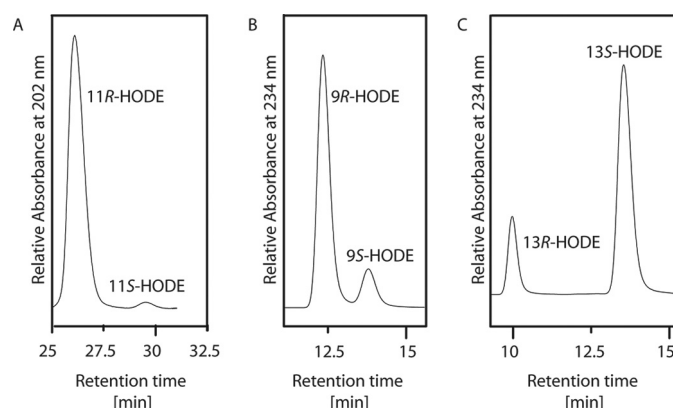 A
Relative Absorbance at 202 nm
11R-HODE
11S-HODE
25
27.5
30
32.5
Retention time
[min]
B
Relative Absorbance at 234 nm
9R-HODE
9S-HODE
12.5
15
Retention time
[min]
C
Relative Absorbance at 234 nm
13S-HODE
13R-HODE
10
12.5
15
Retention time
[min]